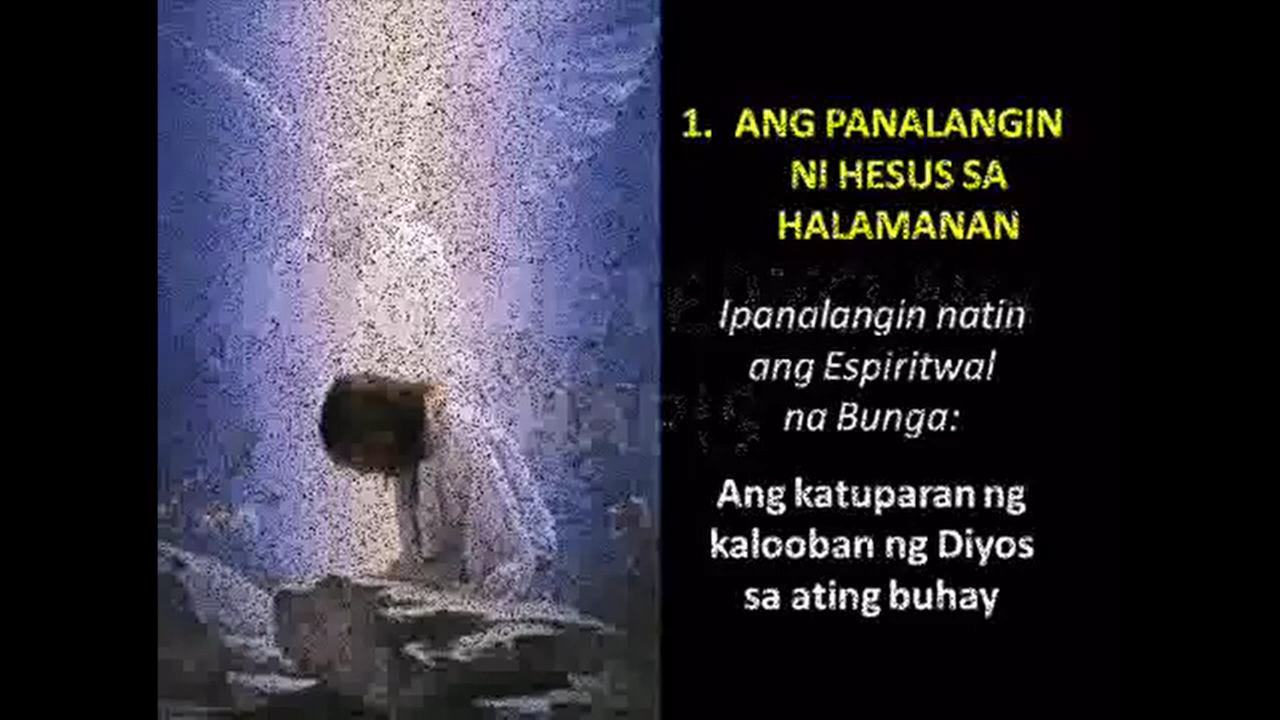 1. ANG PANALANGIN
NI HESUS SA
HALAMANAN
Ipanalangin natin
ang Espiritwal
na Bunga:
Ang katuparan ng
kalooban ng Diyos
sa ating buhay